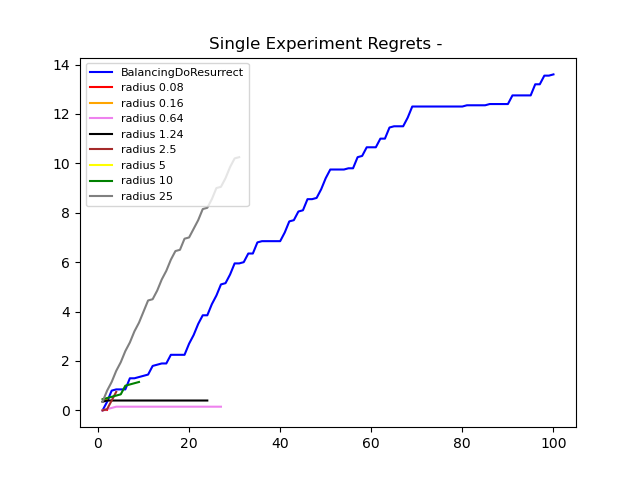 Single Experiment Regrets -
14
12
10
8
6
4
2
0
BalancingDoResurrect
radius 0.08
radius 0.16
radius 0.64
radius 1.24
radius 2.5
radius 5
radius 10
radius 25
0 20 40 60 80 100